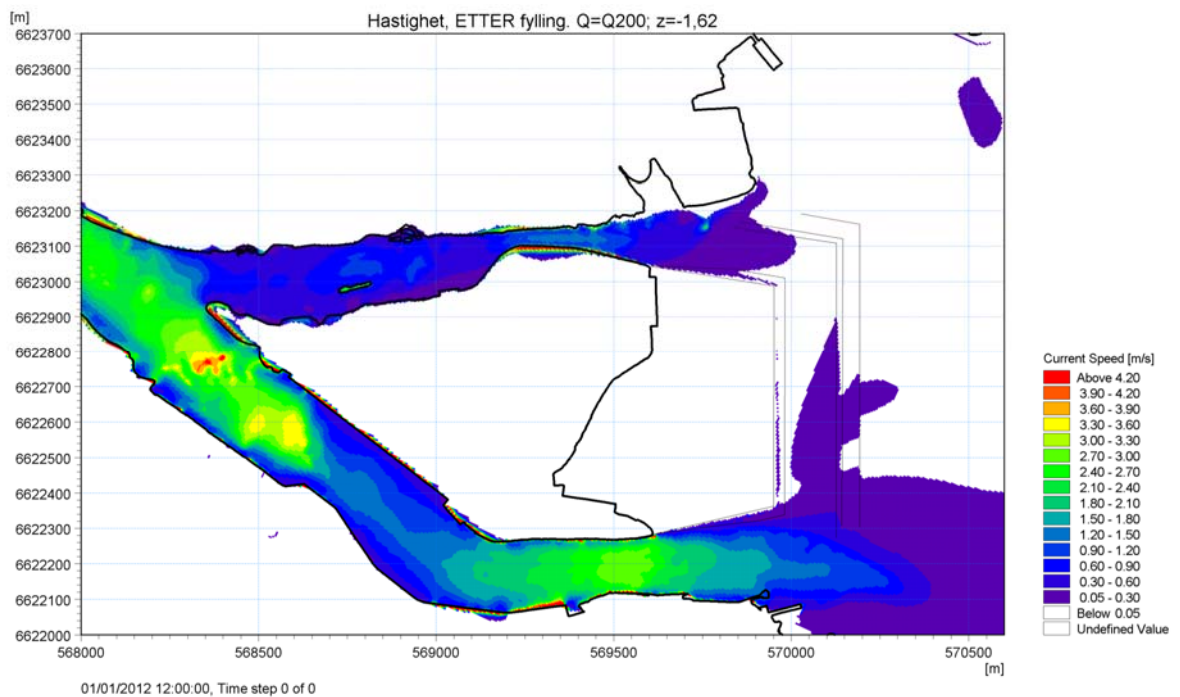 Hastighet, ETTER fylling. Q=Q200; z=-1,62
[m]
6623700
6623600
6623500
6623400
6623300
6623200
6623100
6623000
6622900
6622800
6622700
6622600
6622500
6622400
6622300
6622200
6622100
6622000
568000 568500 569000 569500 570000 570500
[m]
Current Speed [m/s]
Above 4.20
3.90 - 4.20
3.60 - 3.90
3.30 - 3.60
3.00 - 3.30
2.70 - 3.00
2.40 - 2.70
2.10 - 2.40
1.80 - 2.10
1.50 - 1.80
1.20 - 1.50
0.90 - 1.20
0.60 - 0.90
0.30 - 0.60
0.05 - 0.30
Below 0.05
Undefined Value
01/01/2012 12:00:00, Time step 0 of 0